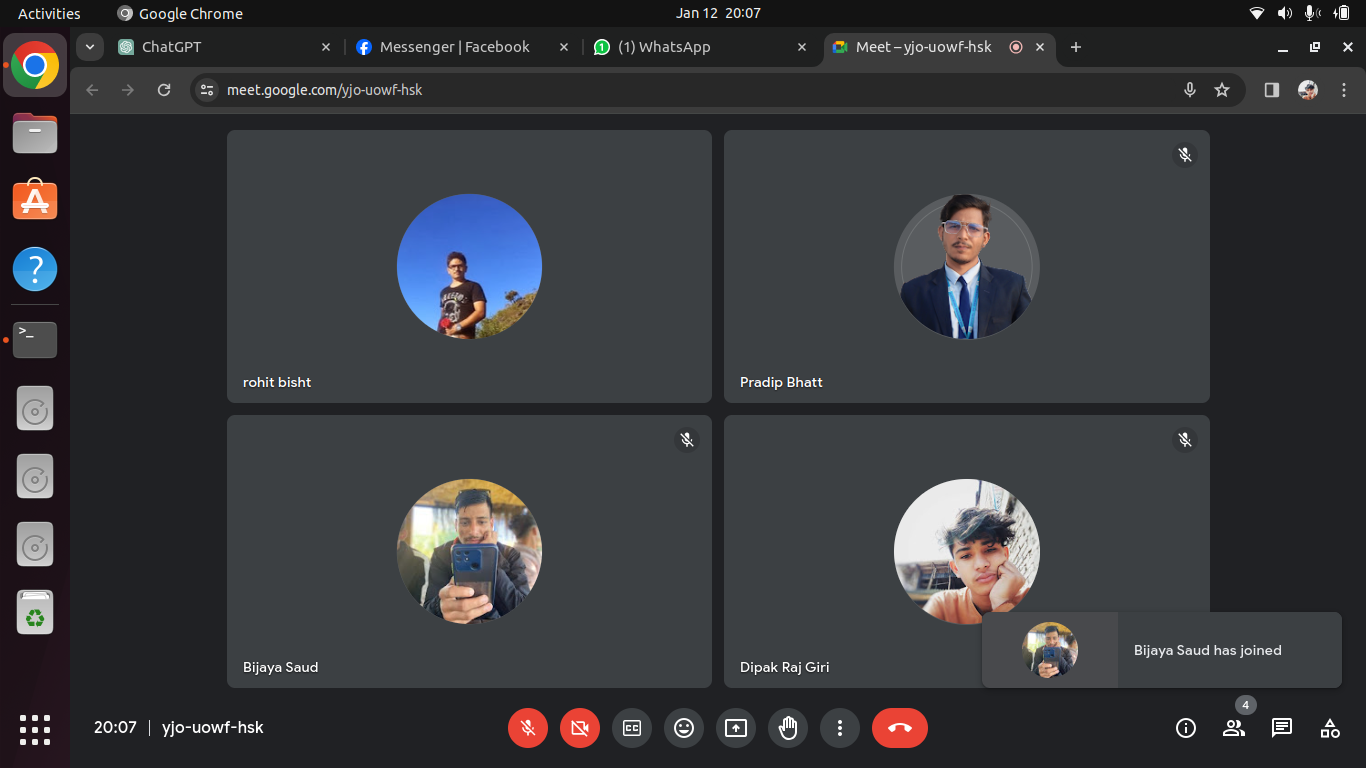 Activities
Google Chrome
Jan 12 20:07
ChatGPT
Messenger | Facebook
(1) WhatsApp
Meet – yjo-uowf-hsk
meet.google.com/yjo-uowf-hsk
rohit bisht
Pradip Bhatt
Bijaya Saud
Dipak Raj Giri
Bijaya Saud has joined
20:07 | yjo-uowf-hsk
4